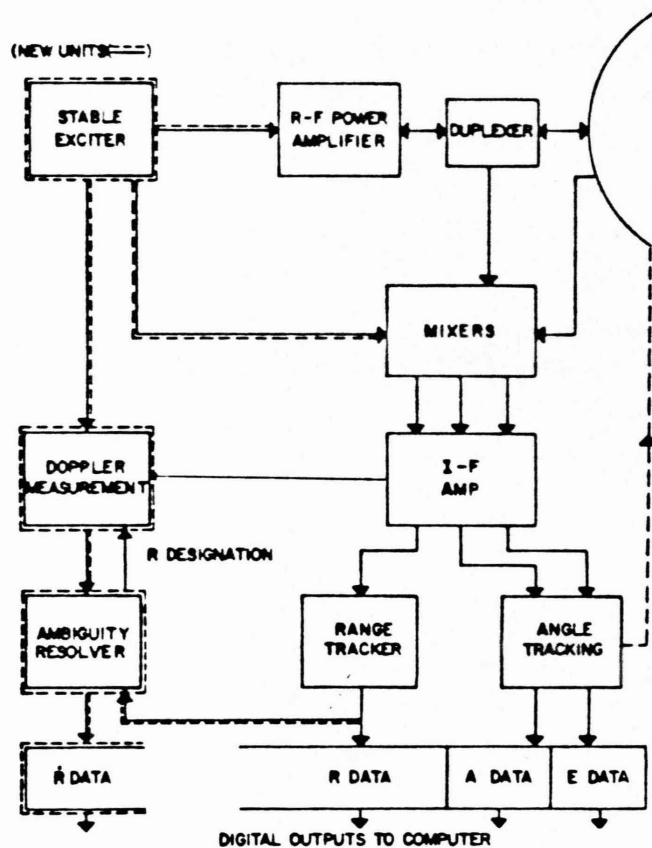 (NEW UNITS )
STABLE
EXCITER
R-F POWER
AMPLIFIER
DUPLEXER
MIXERS
DOPPLER
MEASUREMENT
I-F
AMP
R DESIGNATION
AMBIGUITY
RESOLVER
RANGE
TRACKER
ANGLE
TRACKING
Ṙ DATA
R DATA
A DATA
E DATA
DIGITAL OUTPUTS TO COMPUTER